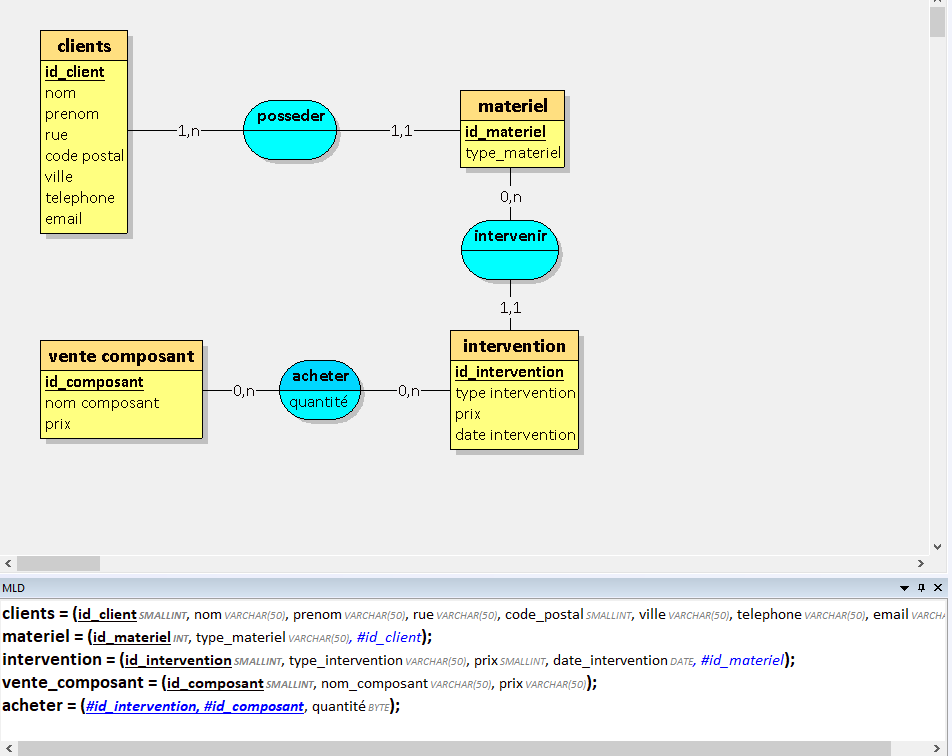 clients
id_client
nom
prenom
rue
code postal
ville
telephone
email
1,n
posseder
1,1
materiel
id_materiel
type_materiel
0,n
intervenir
1,1
vente composant
id_composant
nom composant
prix
0,n
acheter
quantité
0,n
intervention
id_intervention
type intervention
prix
date intervention
MLD
clients = (id_client SMALLINT, nom VARCHAR(50), prenom VARCHAR(50), rue VARCHAR(50), code_postal SMALLINT, ville VARCHAR(50), telephone VARCHAR(50), email VARCHA
materiel = (id_materiel INT, type_materiel VARCHAR(50), #id_client);
intervention = (id_intervention SMALLINT, type_intervention VARCHAR(50), prix SMALLINT, date_intervention DATE, #id_materiel);
vente_composant = (id_composant SMALLINT, nom_composant VARCHAR(50), prix VARCHAR(50));
acheter = (#id_intervention, #id_composant, quantité BYTE);